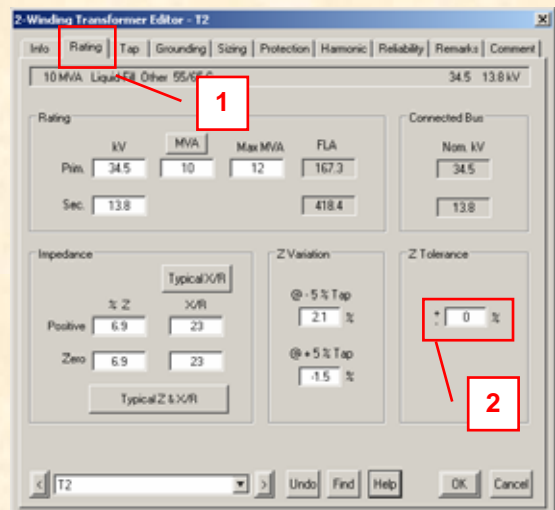 2-Winding Transformer Editor - T2
Info Rating Tap Grounding Sizing Protection Harmonic Reliability Remarks Comment
10 MVA Liquid-Fill Other 55/65 C 34.5 13.8 kV
1
Rating
Connected Bus
kV MVA Max MVA FLA
Nom. kV
Prim. 34.5 10 12 167.3
34.5
Sec. 13.8 418.4
13.8
Impedance
Z Variation
Z Tolerance
Typical X/R
% Z X/R
@ - 5 % Tap
Positive 6.9 23
2.1 %
± 0 %
Zero 6.9 23
@ + 5 % Tap
-1.5 %
2
Typical Z & X/R
< T2 > Undo Find Help OK Cancel